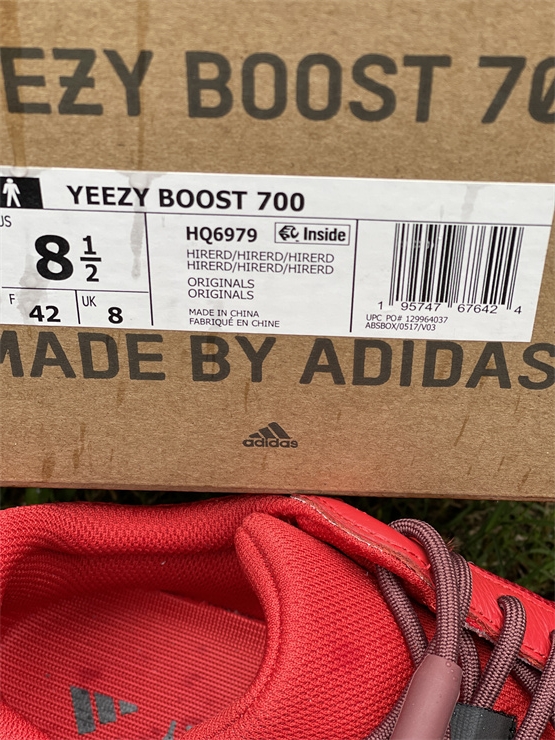 EZY BOOST 70
YEEZY BOOST 700
US
8 1/2
F
42
UK
8
HQ6979
Inside
HIRERD/HIRERD/HIRERD
HIRERD/HIRERD/HIRERD
ORIGINALS
ORIGINALS
MADE IN CHINA
FABRIQUÉ EN CHINE
1 95747 67642 4
UPC PO# 129964037
ABSBOX/0517/V03
MADE BY ADIDAS
adidas